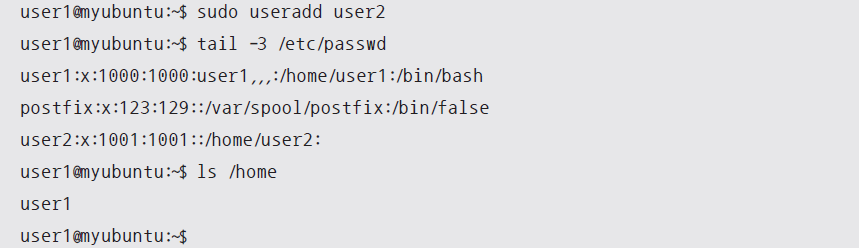 user1@myubuntu:~$ sudo useradd user2
user1@myubuntu:~$ tail -3 /etc/passwd
user1:x:1000:1000:user1,,,:/home/user1:/bin/bash
postfix:x:123:129::/var/spool/postfix:/bin/false
user2:x:1001:1001::/home/user2:
user1@myubuntu:~$ ls /home
user1
user1@myubuntu:~$